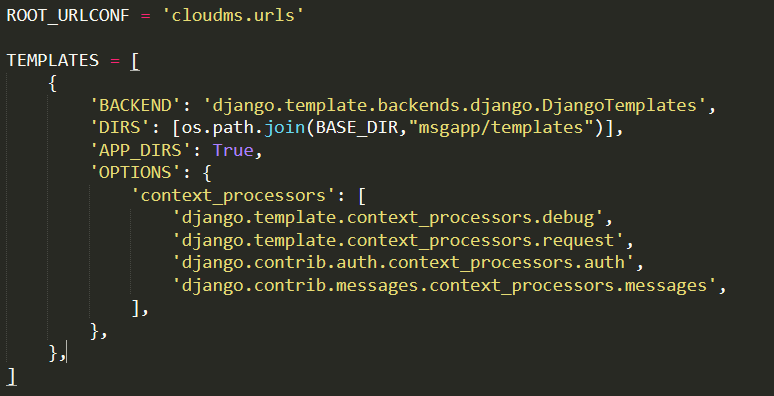 ROOT_URLCONF = 'cloudms.urls'

TEMPLATES = [
    {
        'BACKEND': 'django.template.backends.django.DjangoTemplates',
        'DIRS': [os.path.join(BASE_DIR,"msgapp/templates")],
        'APP_DIRS': True,
        'OPTIONS': {
            'context_processors': [
                'django.template.context_processors.debug',
                'django.template.context_processors.request',
                'django.contrib.auth.context_processors.auth',
                'django.contrib.messages.context_processors.messages',
            ],
        },
    },
]